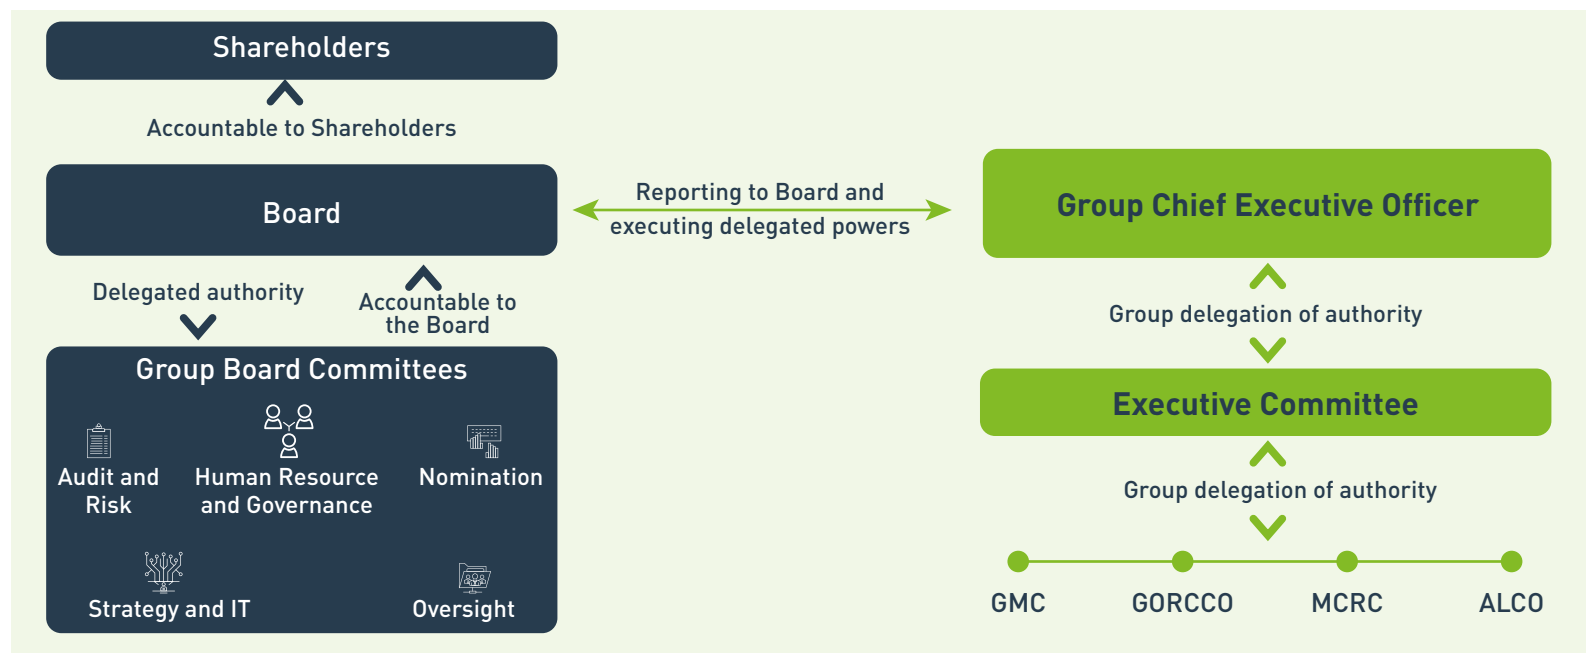 Shareholders
Accountable to Shareholders
Board
Reporting to Board and
executing delegated powers
Group Chief Executive Officer
Delegated authority
Accountable to
the Board
Group delegation of authority
Group Board Committees
Audit and
Risk
Human Resource
and Governance
Nomination
Strategy and IT
Oversight
Executive Committee
Group delegation of authority
GMC
GORCCO
MCRC
ALCO